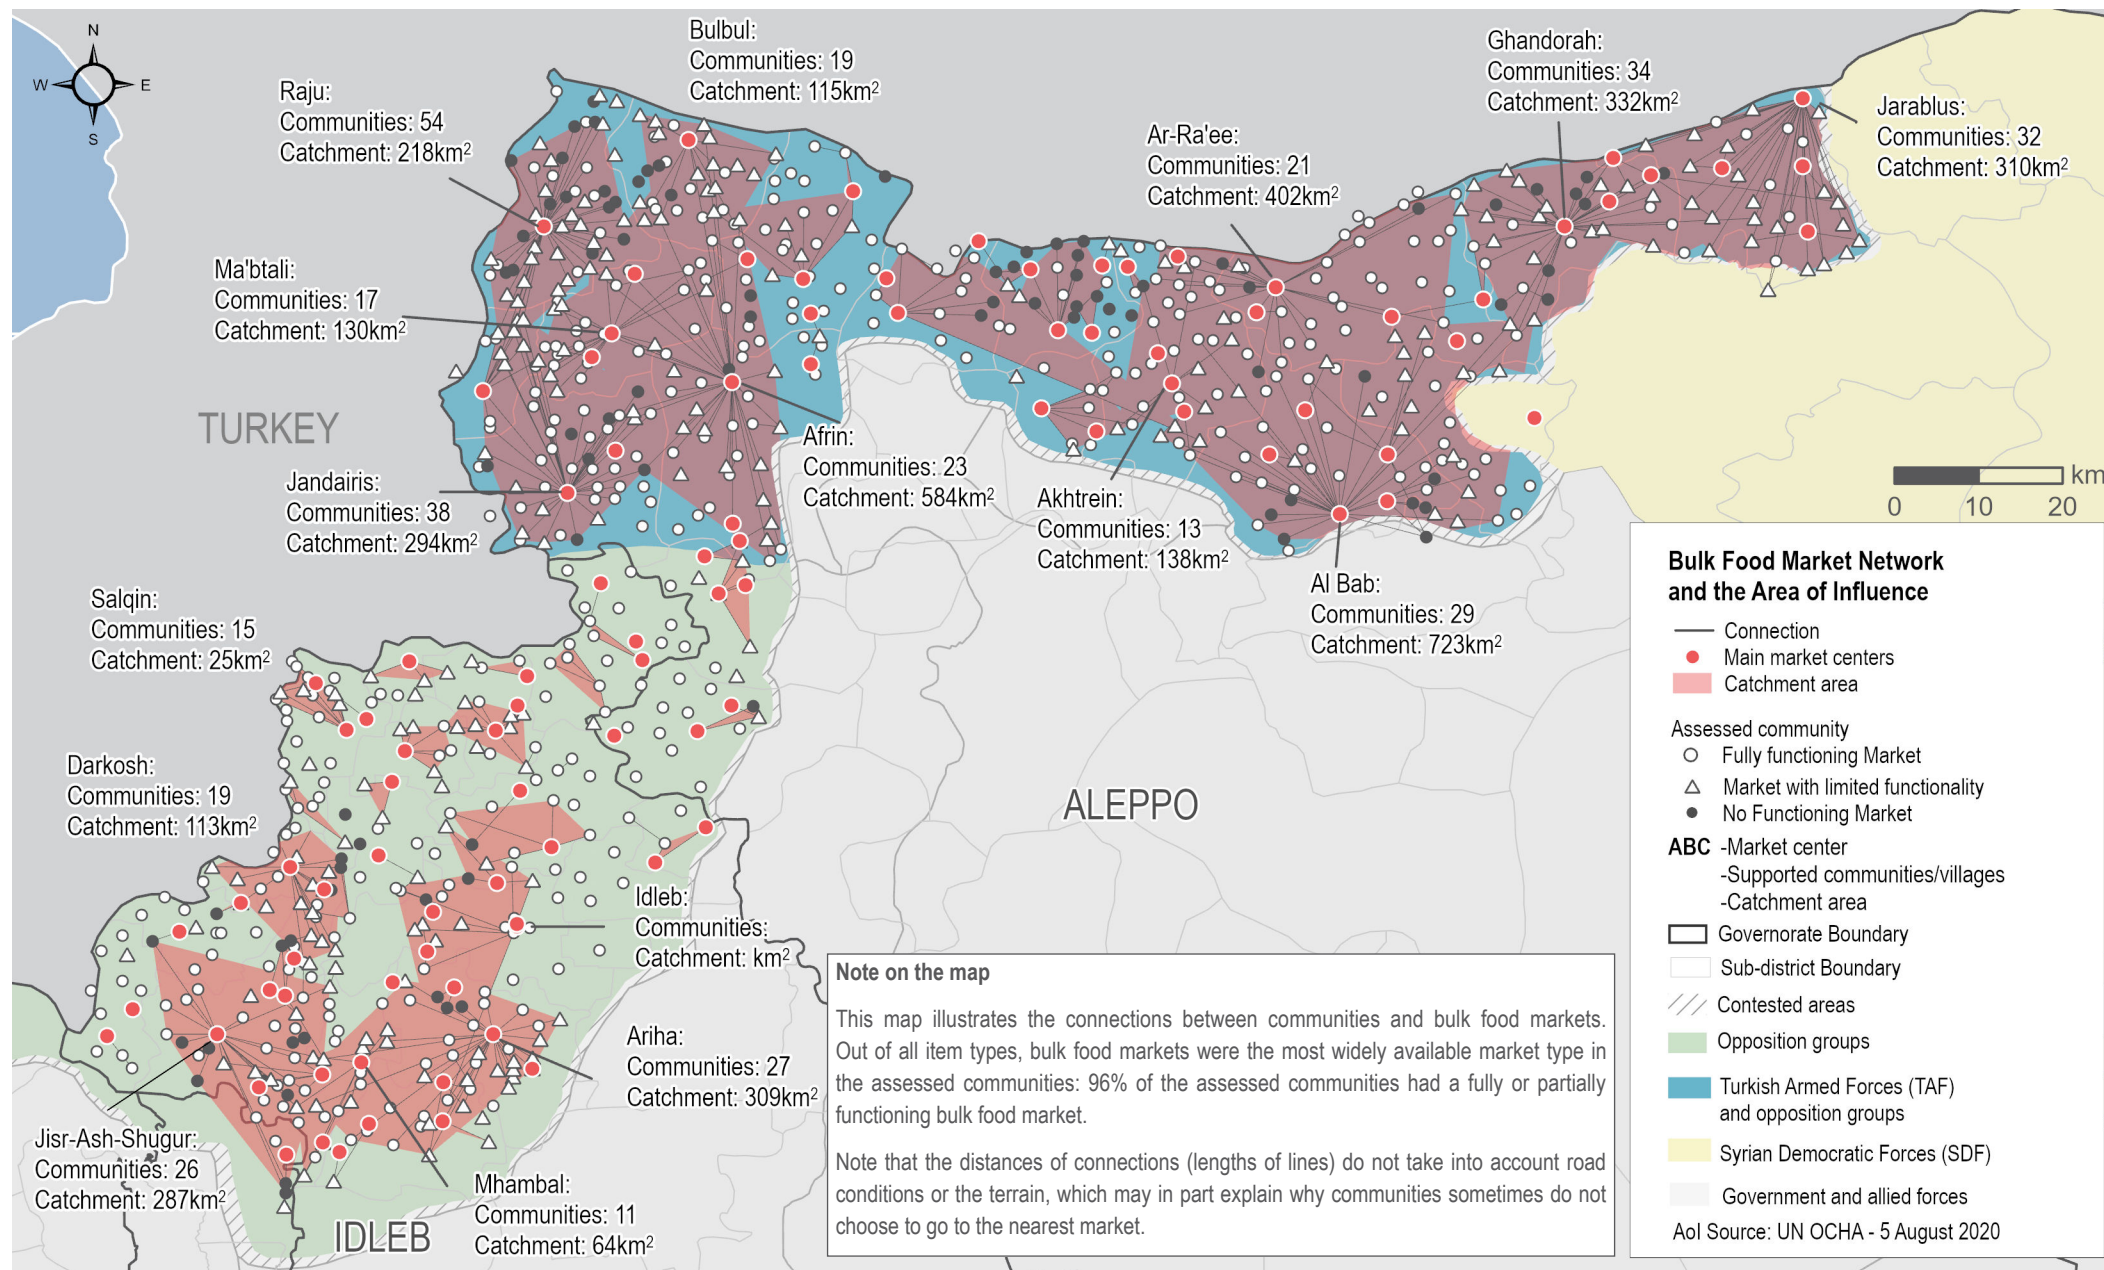 N
W
E
S
Bulbul:
Communities: 19
Catchment: 115km²
Ghandorah:
Communities: 34
Catchment: 332km²
Raju:
Communities: 54
Catchment: 218km²
Jarablus:
Communities: 32
Catchment: 310km²
Ar-Ra'ee:
Communities: 21
Catchment: 402km²
Ma'btali:
Communities: 17
Catchment: 130km²
TURKEY
Afrin:
Communities: 23
Catchment: 584km²
Jandairis:
Communities: 38
Catchment: 294km²
Akhtrein:
Communities: 13
Catchment: 138km²
Al Bab:
Communities: 29
Catchment: 723km²
km
0 10 20
Salqin:
Communities: 15
Catchment: 25km²
Darkosh:
Communities: 19
Catchment: 113km²
ALEPPO
Idleb:
Communities:
Catchment: km²
Ariha:
Communities: 27
Catchment: 309km²
Jisr-Ash-Shugur:
Communities: 26
Catchment: 287km²
Mhambal:
Communities: 11
Catchment: 64km²
IDLEB
Note on the map
This map illustrates the connections between communities and bulk food markets.
Out of all item types, bulk food markets were the most widely available market type in
the assessed communities: 96% of the assessed communities had a fully or partially
functioning bulk food market.
Note that the distances of connections (lengths of lines) do not take into account road
conditions or the terrain, which may in part explain why communities sometimes do not
choose to go to the nearest market.
Bulk Food Market Network
and the Area of Influence
Connection
Main market centers
Catchment area
Assessed community
Fully functioning Market
Market with limited functionality
No Functioning Market
ABC -Market center
-Supported communities/villages
-Catchment area
Governorate Boundary
Sub-district Boundary
Contested areas
Opposition groups
Turkish Armed Forces (TAF)
and opposition groups
Syrian Democratic Forces (SDF)
Government and allied forces
AoI Source: UN OCHA - 5 August 2020